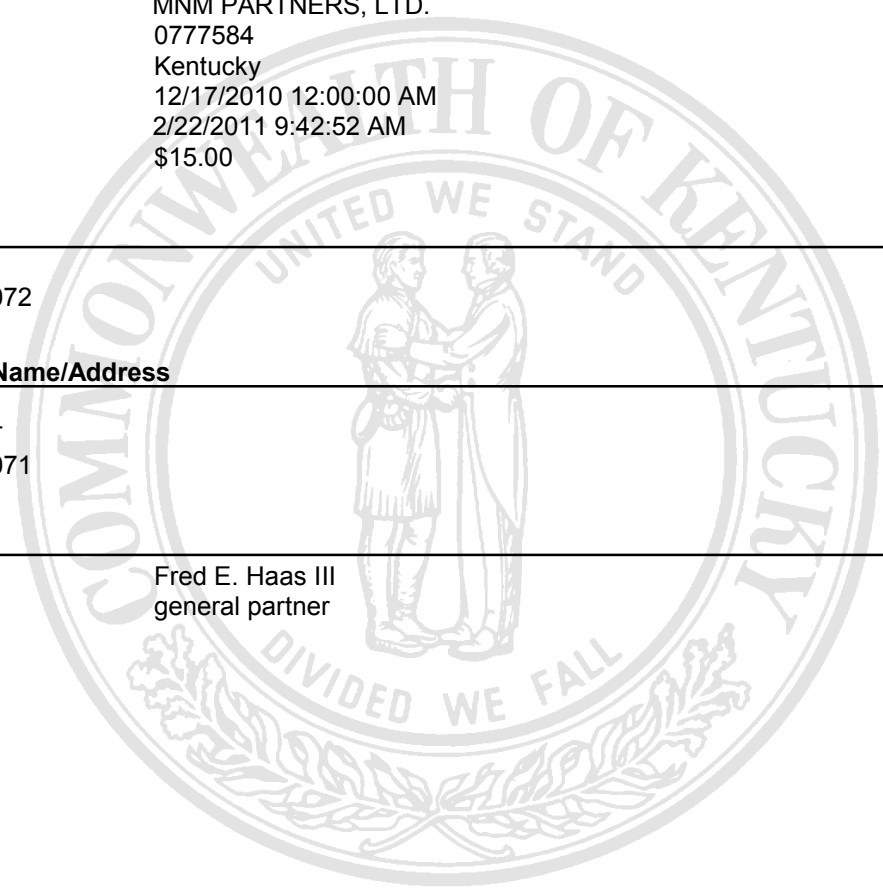 MNM PARTNERS, LTD.
0777584
Kentucky
12/17/2010 12:00:00 AM
2/22/2011 9:42:52 AM
$15.00
072
Name/Address
071
Fred E. Haas III
general partner
COMMONWEALTH OF KENTUCKY
UNITED WE STAND
DIVIDED WE FALL